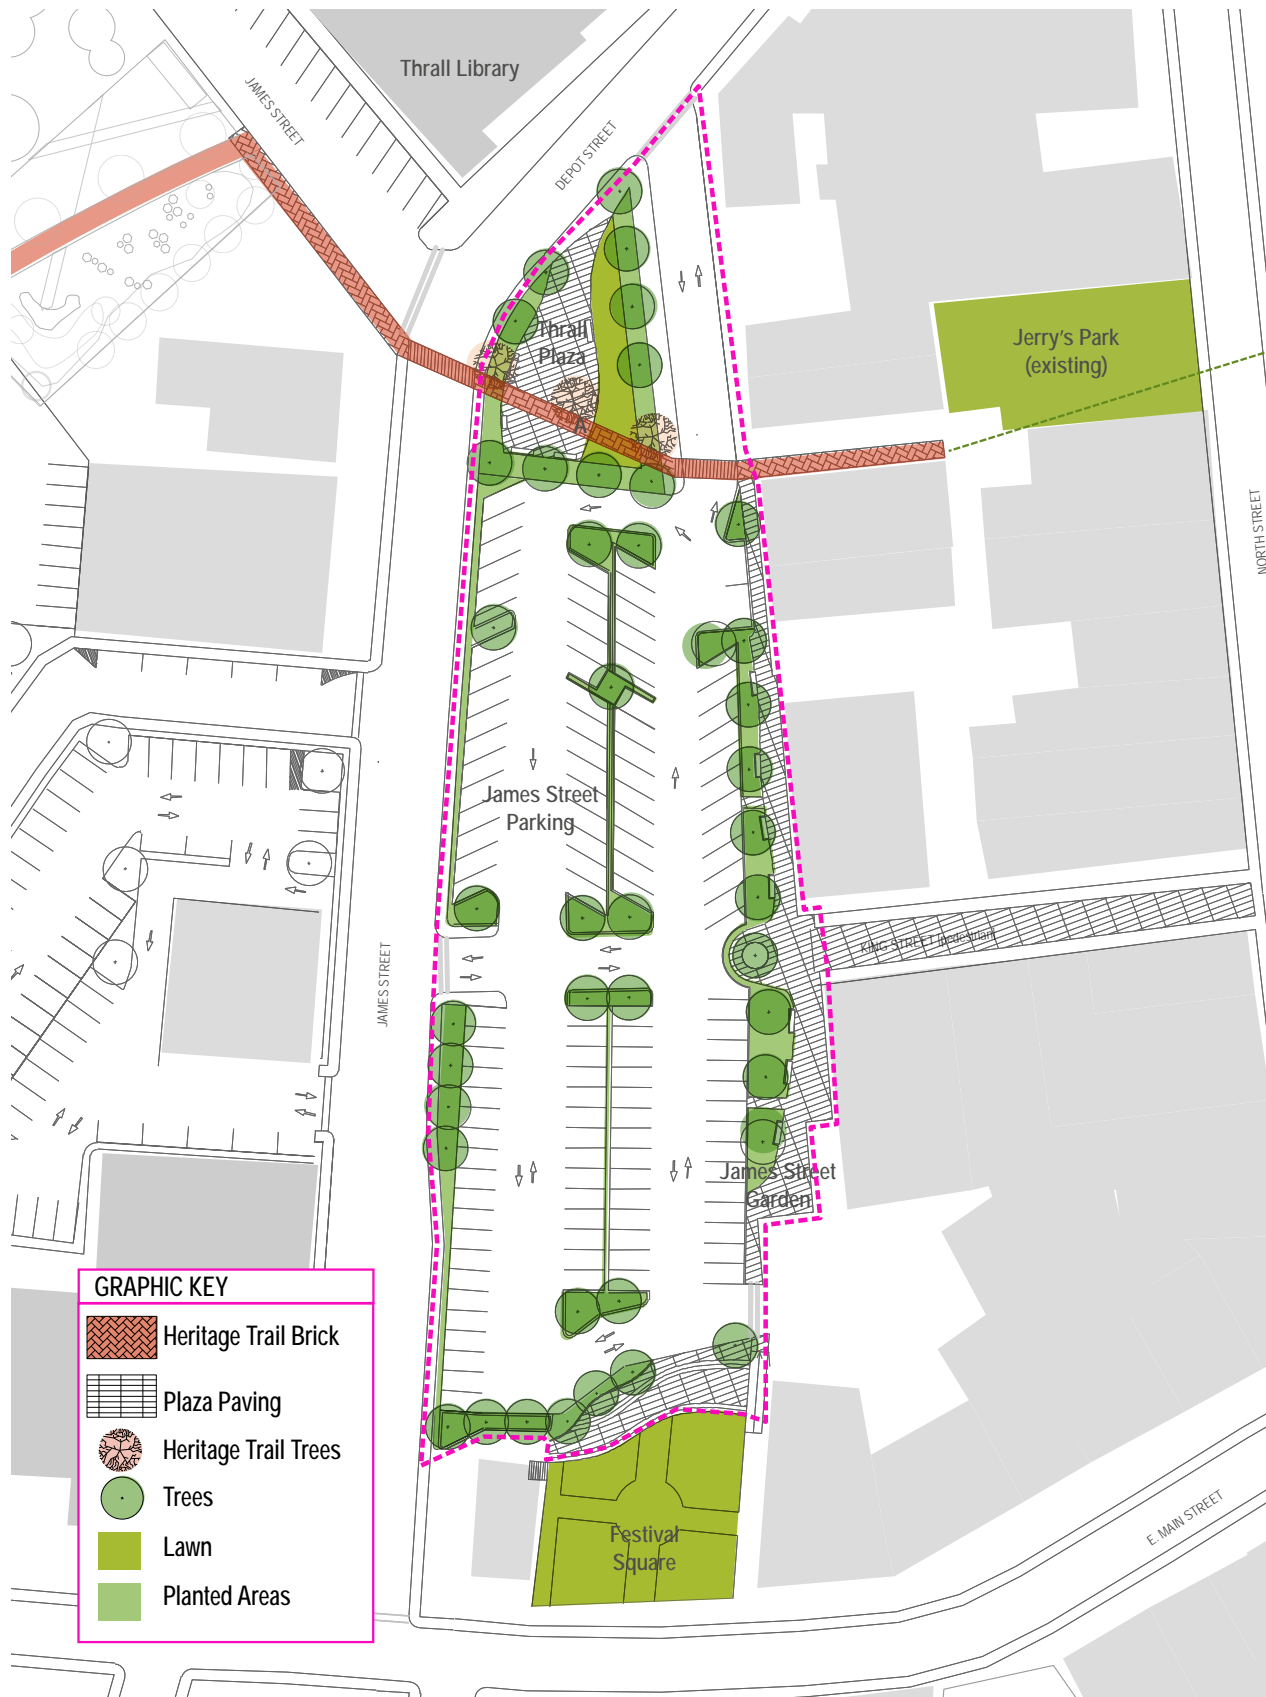 Thrall Library
JAMES STREET
DEPOT STREET
Thrall
Plaza
Jerry's Park
(existing)
A
NORTH STREET
James Street
Parking
KING STREET (pedestrian)
JAMES STREET
James Street
Garden
GRAPHIC KEY
Heritage Trail Brick
Plaza Paving
Heritage Trail Trees
Trees
Lawn
Planted Areas
Festival
Square
E. MAIN STREET